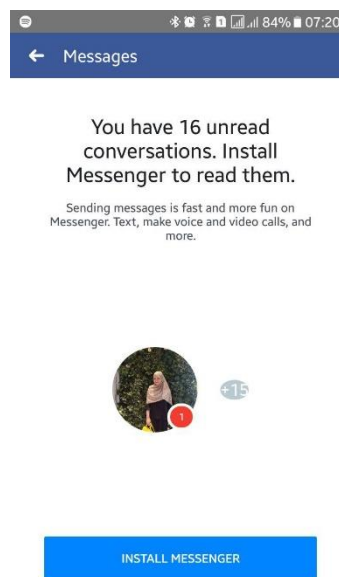 84% 07:20
Messages
You have 16 unread
conversations. Install
Messenger to read them.
Sending messages is fast and more fun on
Messenger. Text, make voice and video calls, and
more.
1
+15
INSTALL MESSENGER